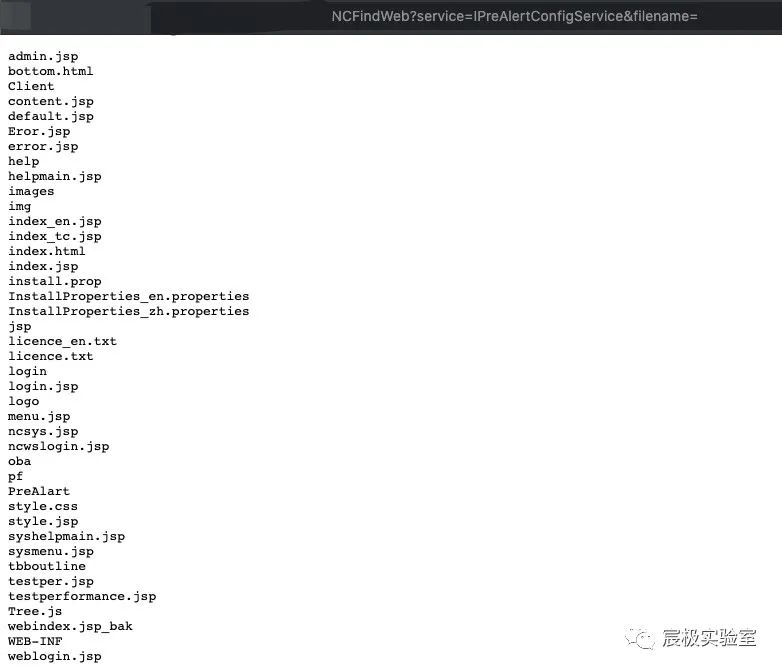 NCFindWeb?service=IPreAlertConfigService&filename=
admin.jsp
bottom.html
Client
content.jsp
default.jsp
Eror.jsp
error.jsp
help
helpmain.jsp
images
img
index_en.jsp
index_tc.jsp
index.html
index.jsp
install.prop
InstallProperties_en.properties
InstallProperties_zh.properties
jsp
licence_en.txt
licence.txt
login
login.jsp
logo
menu.jsp
ncsys.jsp
ncwslogin.jsp
oba
pf
PreAlart
style.css
style.jsp
syshelpmain.jsp
sysmenu.jsp
tbboutline
testper.jsp
testperformance.jsp
Tree.js
webindex.jsp_bak
WEB-INF
weblogin.jsp
宸极实验室